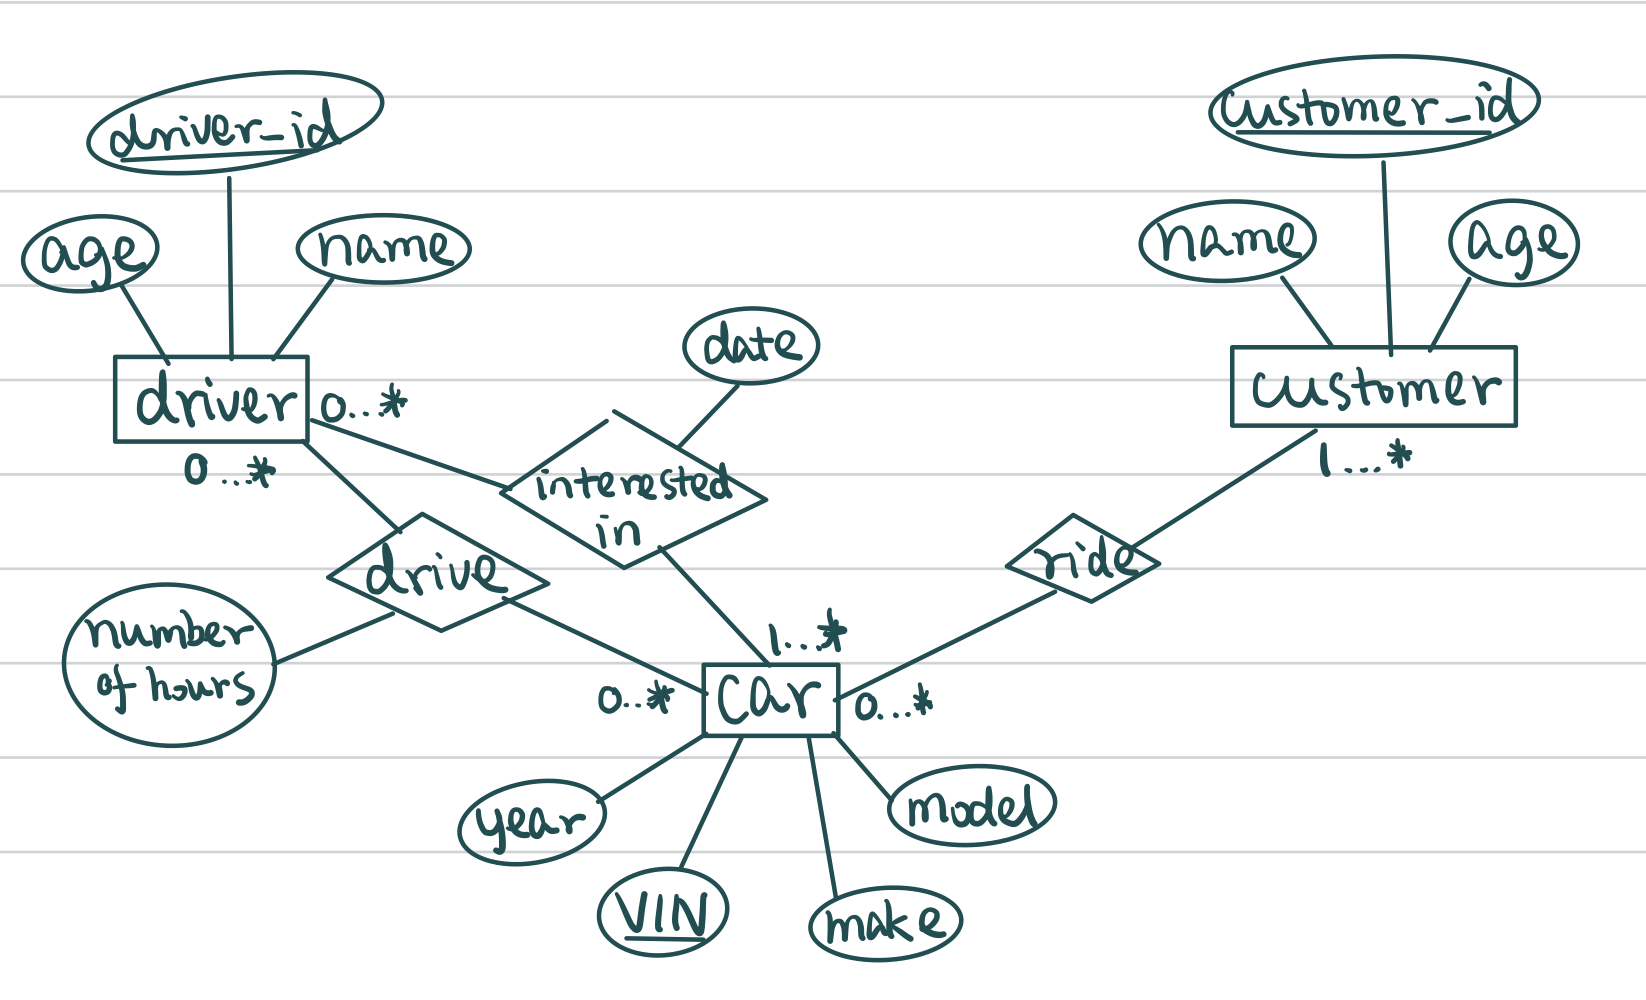 driver_id
customer_id
age
name
name
age
date
driver
0...*
customer
0...*
1...*
interested
in
drive
ride
number
of hours
1...*
0...*
car
0...*
year
model
VIN
make